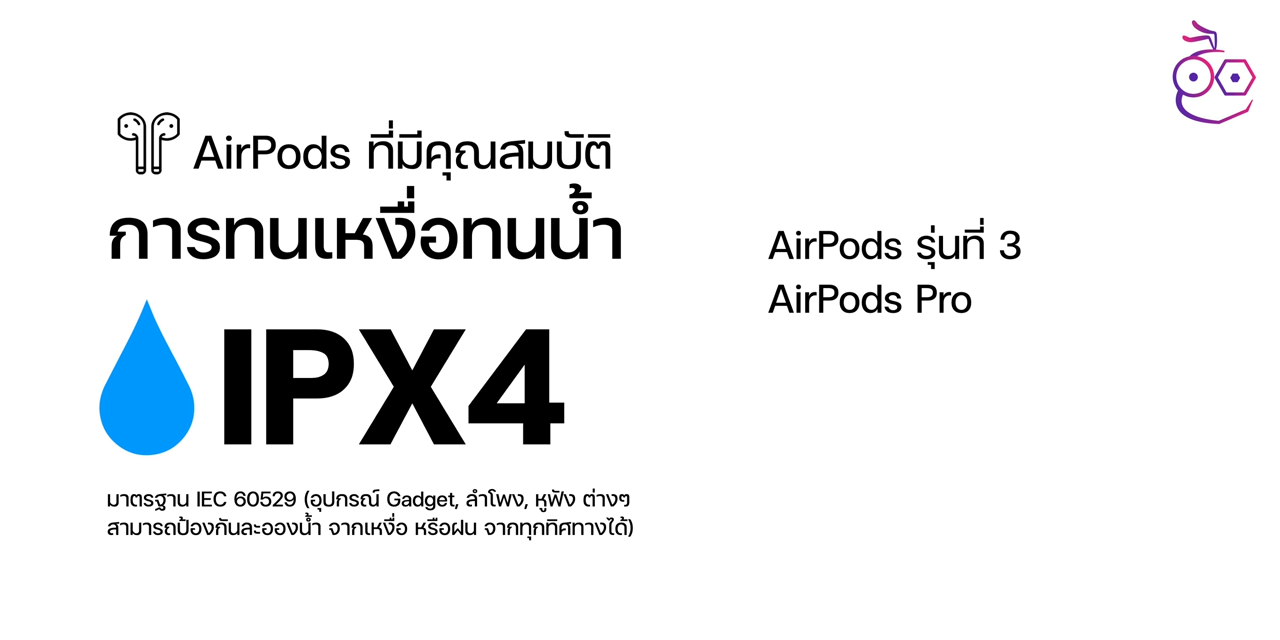 AirPods ที่มีคุณสมบัติ
การทนเหงื่อทนน้ำ
IPX4
มาตรฐาน IEC 60529 (อุปกรณ์ Gadget, ลำโพง, หูฟัง ต่างๆ
สามารถป้องกันละอองน้ำ จากเหงื่อ หรือฝน จากทุกทิศทางได้)
AirPods รุ่นที่ 3
AirPods Pro